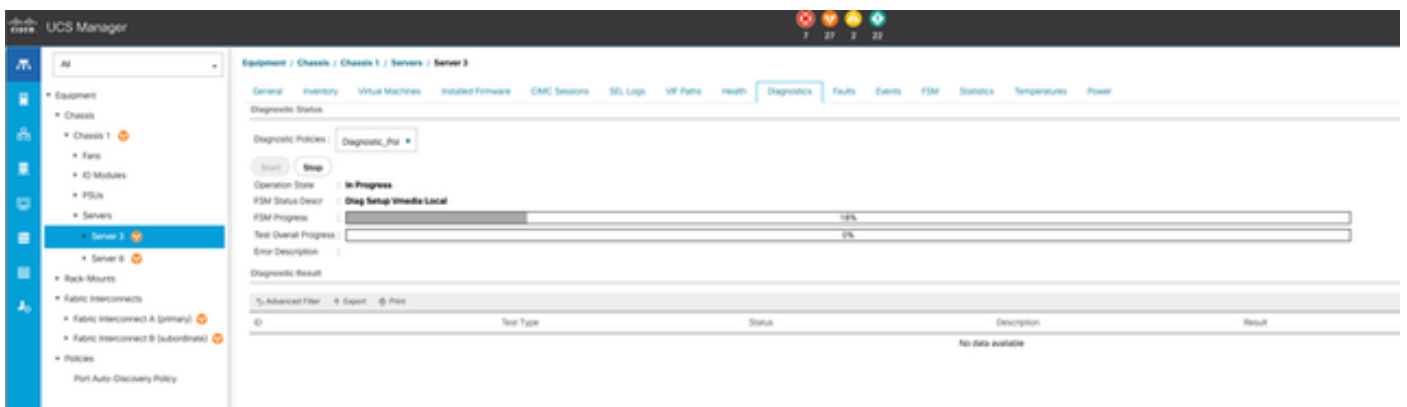 CISCO UCS Manager
7 27 2 22
All
Equipment / Chassis / Chassis 1 / Servers / Server 3
General Inventory Virtual Machines Installed Firmware CIMC Sessions SEL Logs VIF Paths Health Diagnostics Faults Events FSM Statistics Temperatures Power
Equipment
Chassis
Chassis 1
Fans
IO Modules
PSUs
Servers
Server 3
Server 8
Rack-Mounts
Fabric Interconnects
Fabric Interconnect A (primary)
Fabric Interconnect B (subordinate)
Policies
Port Auto-Discovery Policy
Diagnostic Status
Diagnostic Policies : Diagnostic_Pol
Start Stop
Operation State : In Progress
FSM Status Descr : Diag Setup Vmedia Local
FSM Progress : 18%
Test Overall Progress : 0%
Error Description :
Diagnostic Result
Advanced Filter Export Print
ID Test Type Status Description Result
No data available